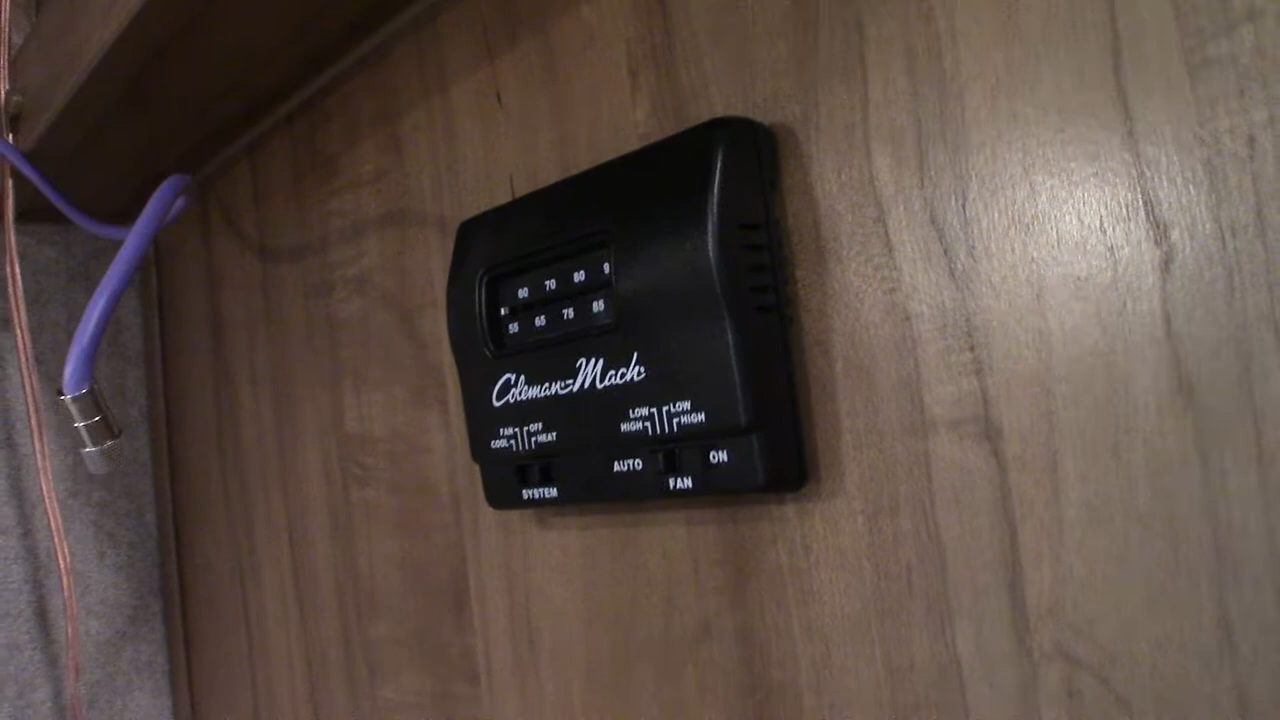 60 70 80 9
55 65 75 85
Coleman-Mach
FAN OFF
COOL HEAT
LOW LOW
HIGH HIGH
AUTO ON
SYSTEM FAN